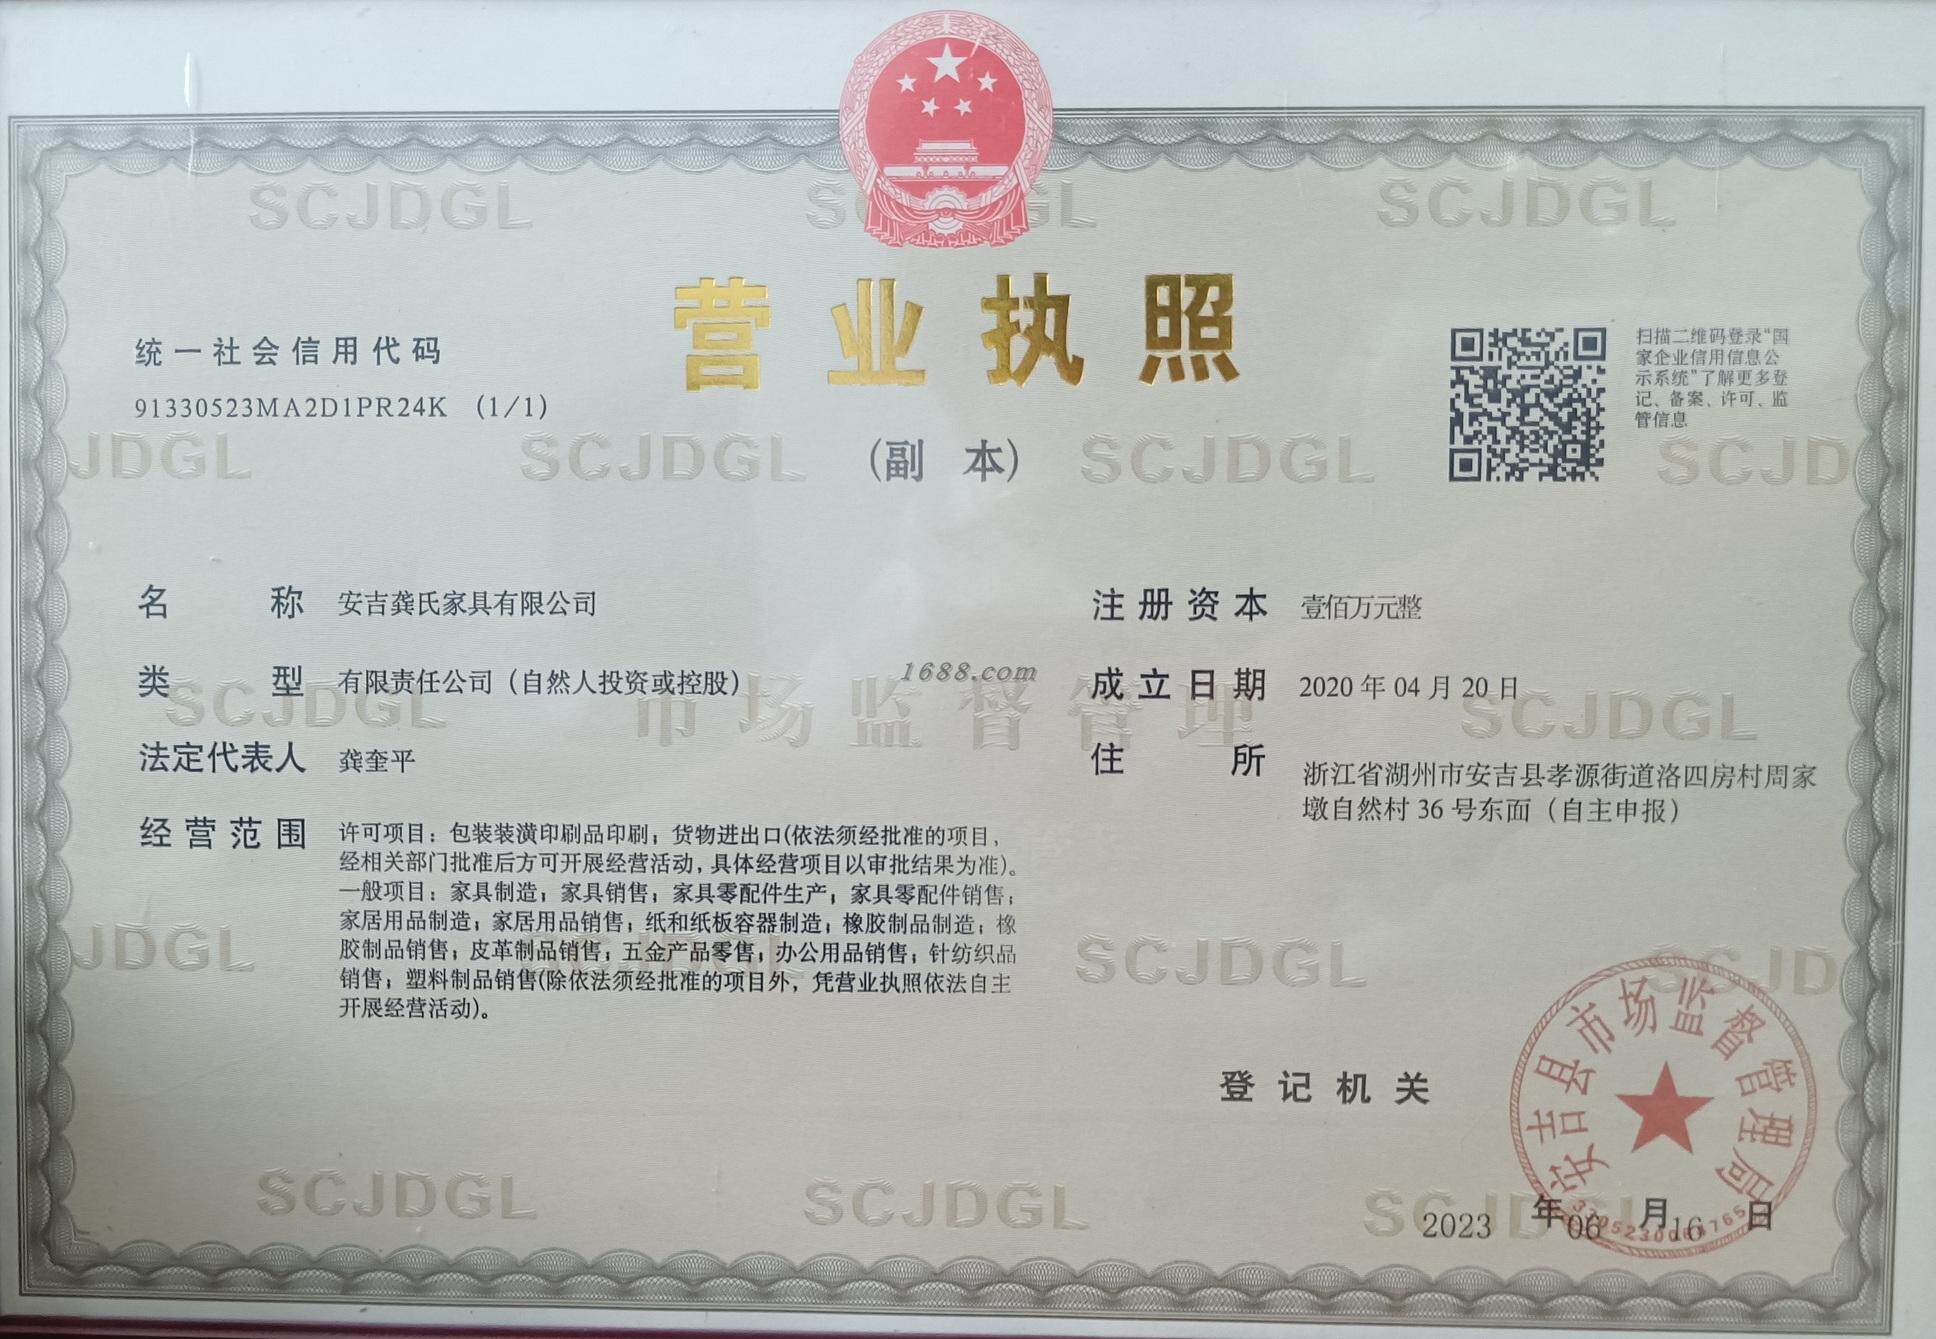 营业执照
(副 本)
统一社会信用代码
91330523MA2D1PR24K (1/1)
扫描二维码登录“国
家企业信用信息公
示系统”了解更多登
记、备案、许可、监
管信息
名 称 安吉龚氏家具有限公司
类 型 有限责任公司（自然人投资或控股）
法定代表人 龚奎平
经营范围 许可项目：包装装潢印刷品印刷；货物进出口(依法须经批准的项目，
经相关部门批准后方可开展经营活动，具体经营项目以审批结果为准)。
一般项目：家具制造；家具销售；家具零配件生产；家具零配件销售；
家居用品制造；家居用品销售；纸和纸板容器制造；橡胶制品制造；橡
胶制品销售；皮革制品销售；五金产品零售；办公用品销售；针纺织品
销售；塑料制品销售(除依法须经批准的项目外，凭营业执照依法自主
开展经营活动)。
注册资本 壹佰万元整
成立日期 2020年04月20日
住 所 浙江省湖州市安吉县孝源街道洛四房村周家
墩自然村36号东面（自主申报）
1688.com
市场监督管理
登记机关
安吉县市场监督管理局
2023 年 06 月 16 日
SCJDGL
SCJDGL
SCJDGL
JDGL
SCJDGL
SCJDGL
SCJD
SCJDGL
SCJDGL
JDGL
SCJDGL
SCJDGL
SCJDGL